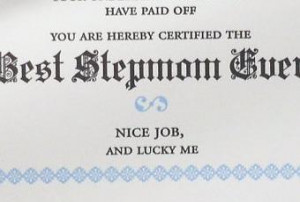 HAVE PAID OFF
YOU ARE HEREBY CERTIFIED THE
Best Stepmom Ever
NICE JOB,
AND LUCKY ME